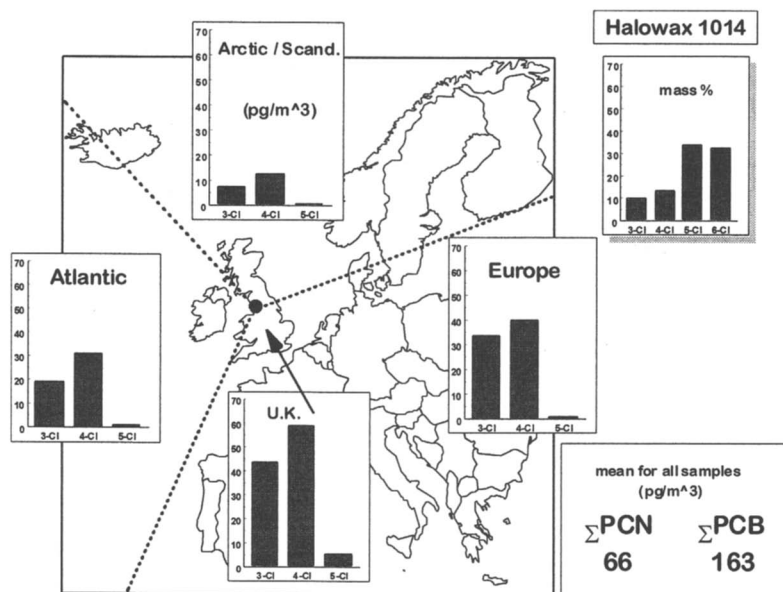 Arctic / Scand.
(pg/m^3)
70
60
50
40
30
20
10
0
3-Cl 4-Cl 5-Cl
Halowax 1014
mass %
70
60
50
40
30
20
10
0
3-Cl 4-Cl 5-Cl 6-Cl
Atlantic
70
60
50
40
30
20
10
0
3-Cl 4-Cl 5-Cl
Europe
70
60
50
40
30
20
10
0
3-Cl 4-Cl 5-Cl
U.K.
70
60
50
40
30
20
10
0
3-Cl 4-Cl 5-Cl
mean for all samples
(pg/m^3)
∑PCN ∑PCB
66 163